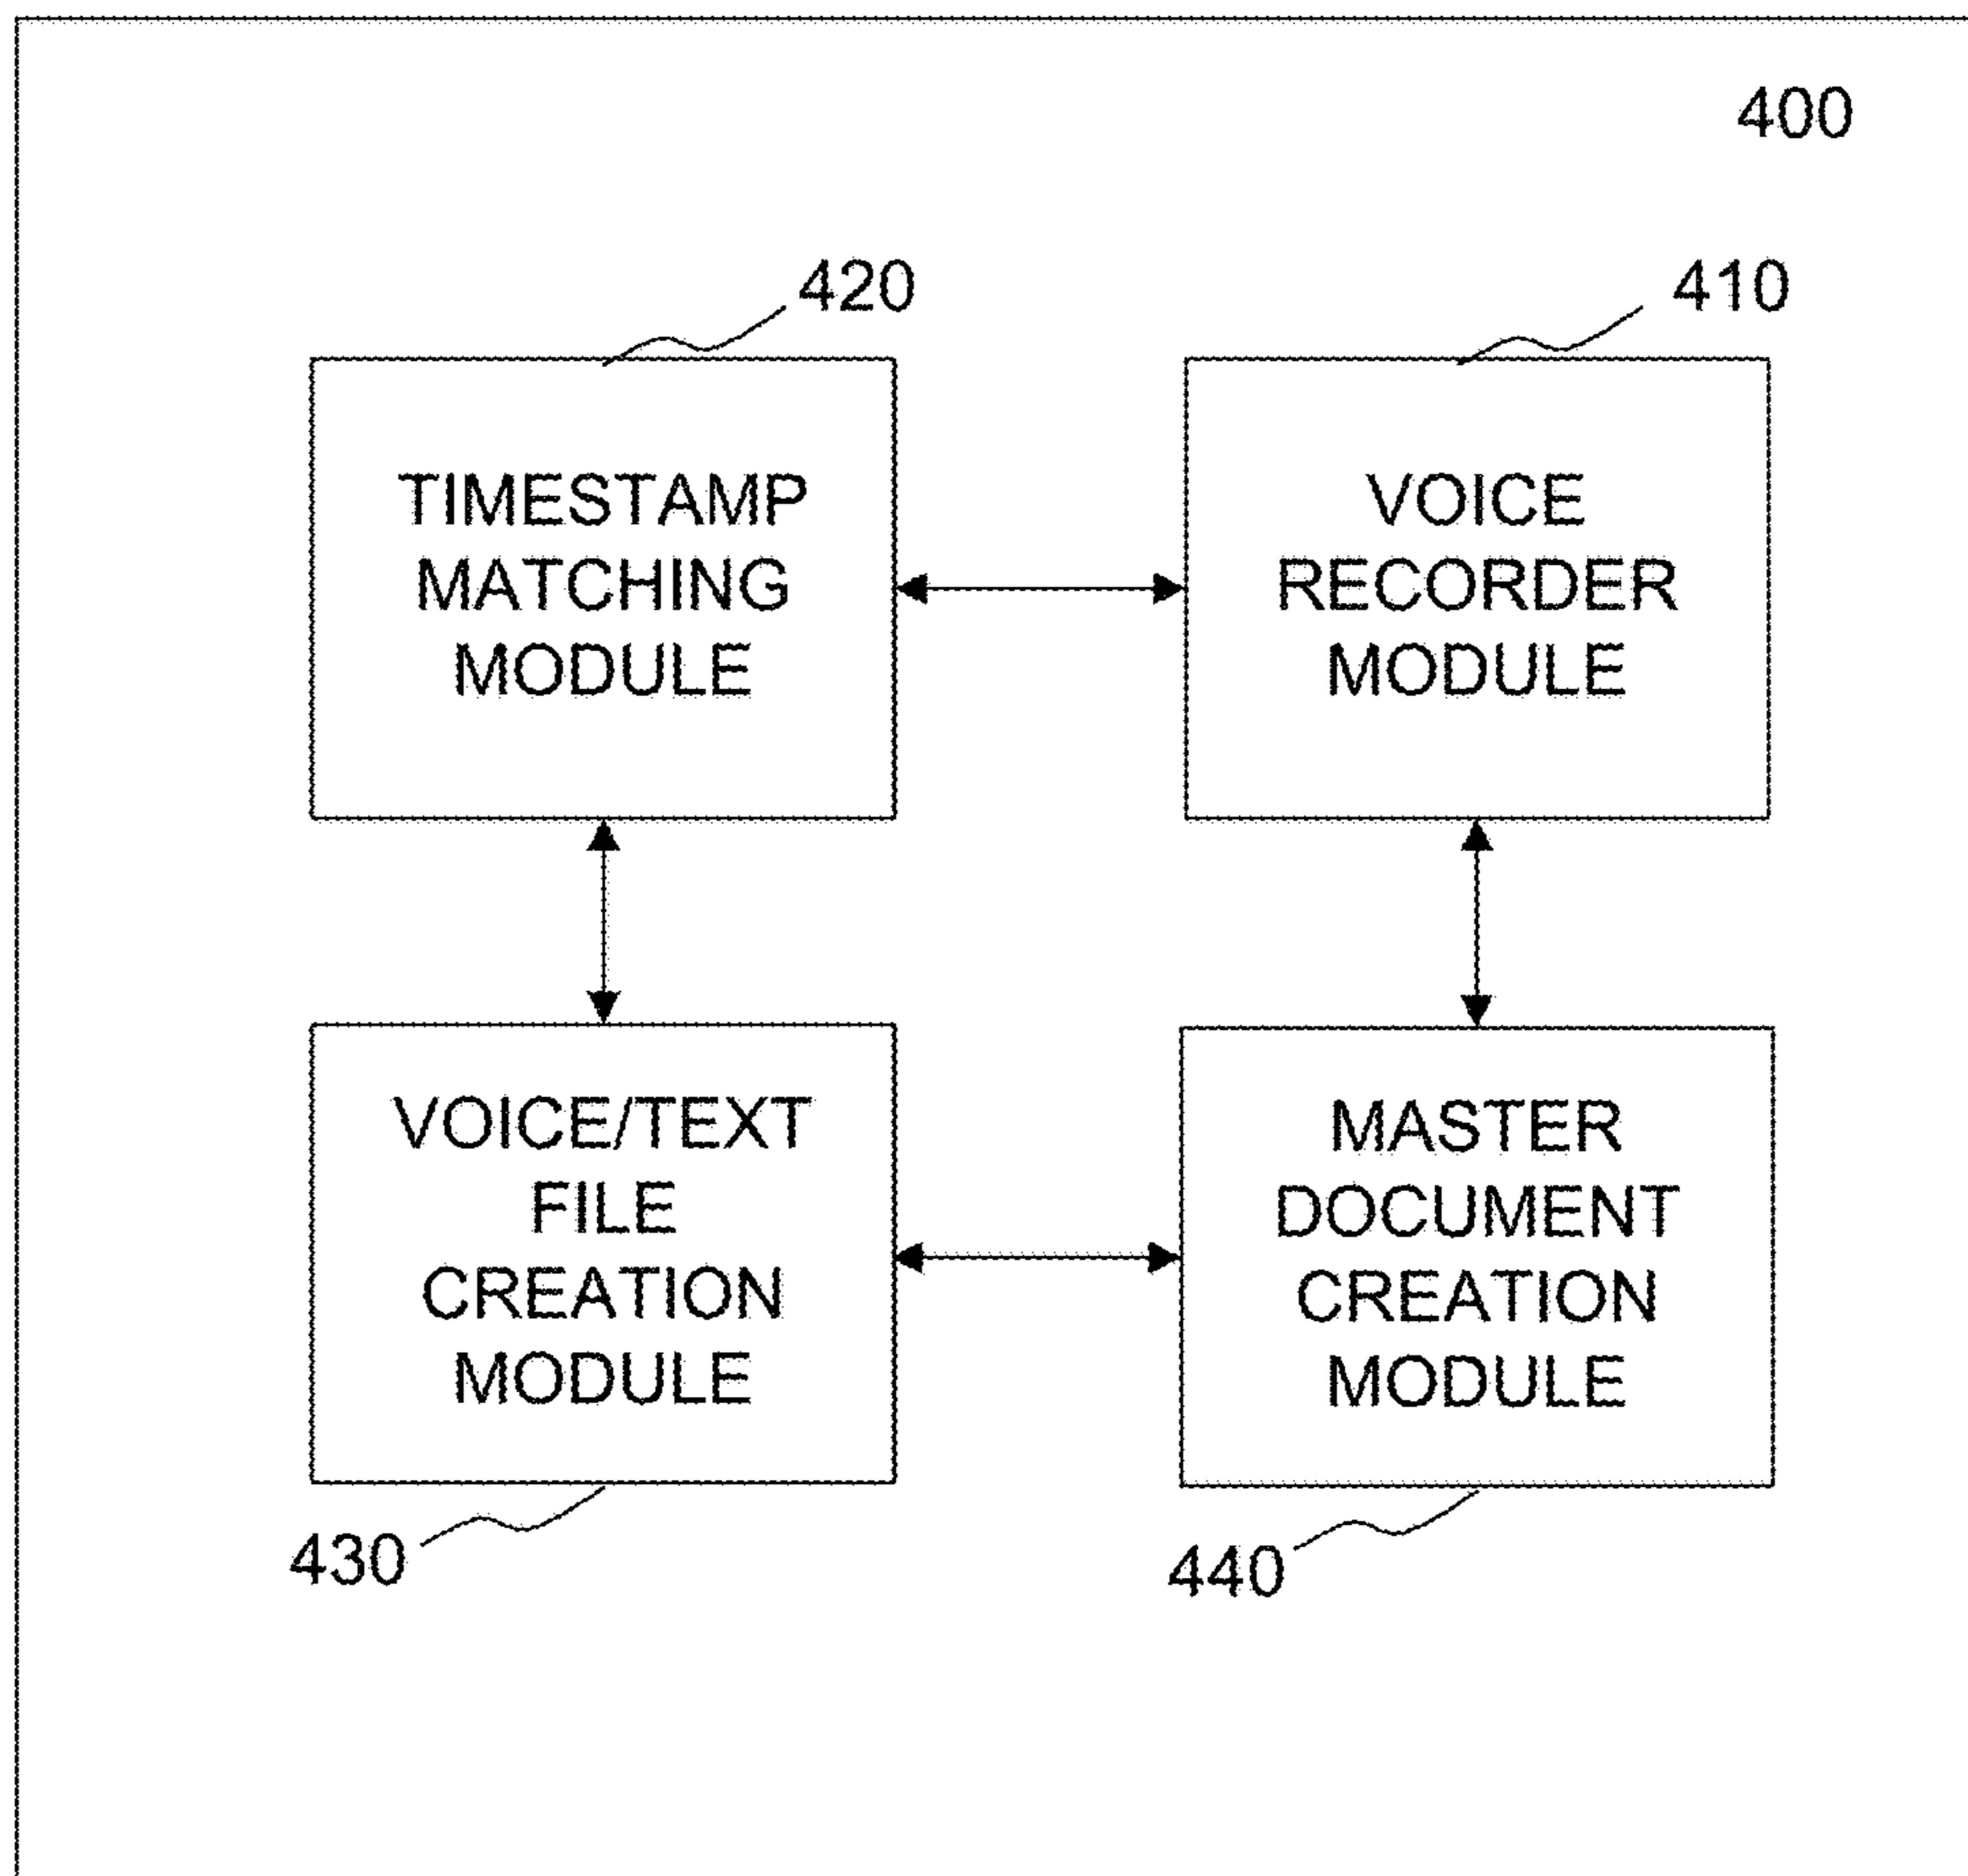 400
420
410
TIMESTAMP
MATCHING
MODULE
VOICE
RECORDER
MODULE
VOICE/TEXT
FILE
CREATION
MODULE
MASTER
DOCUMENT
CREATION
MODULE
430
440